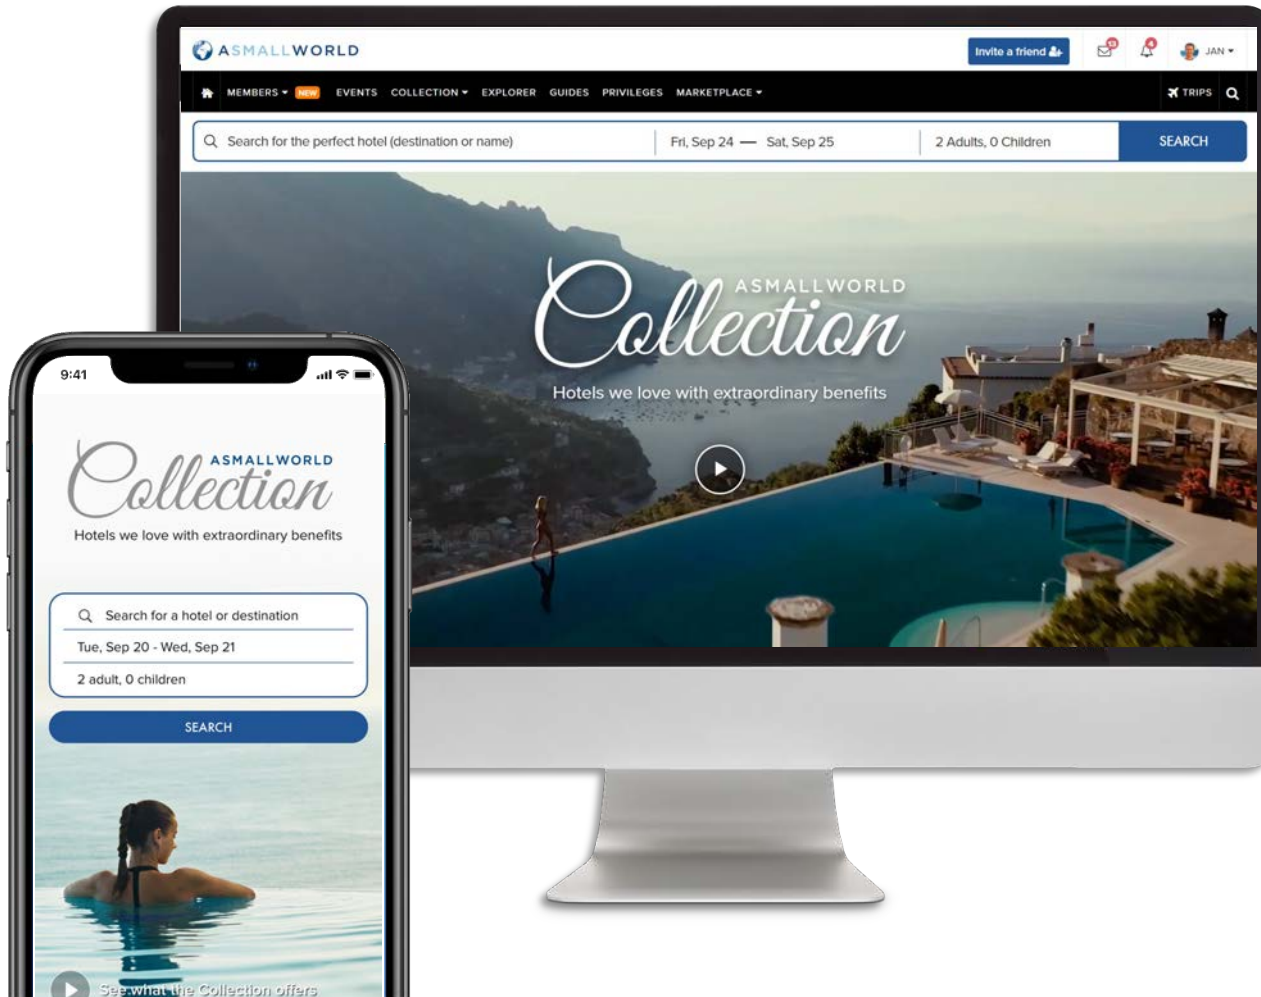 ASMALLWORLD
Invite a friend
13
4
JAN
MEMBERS NEW EVENTS COLLECTION EXPLORER GUIDES PRIVILEGES MARKETPLACE TRIPS
Search for the perfect hotel (destination or name) Fri, Sep 24 — Sat, Sep 25 2 Adults, 0 Children SEARCH
ASMALLWORLD
Collection
Hotels we love with extraordinary benefits
9:41
ASMALLWORLD
Collection
Hotels we love with extraordinary benefits
Search for a hotel or destination
Tue, Sep 20 - Wed, Sep 21
2 adult, 0 children
SEARCH
See what the Collection offers